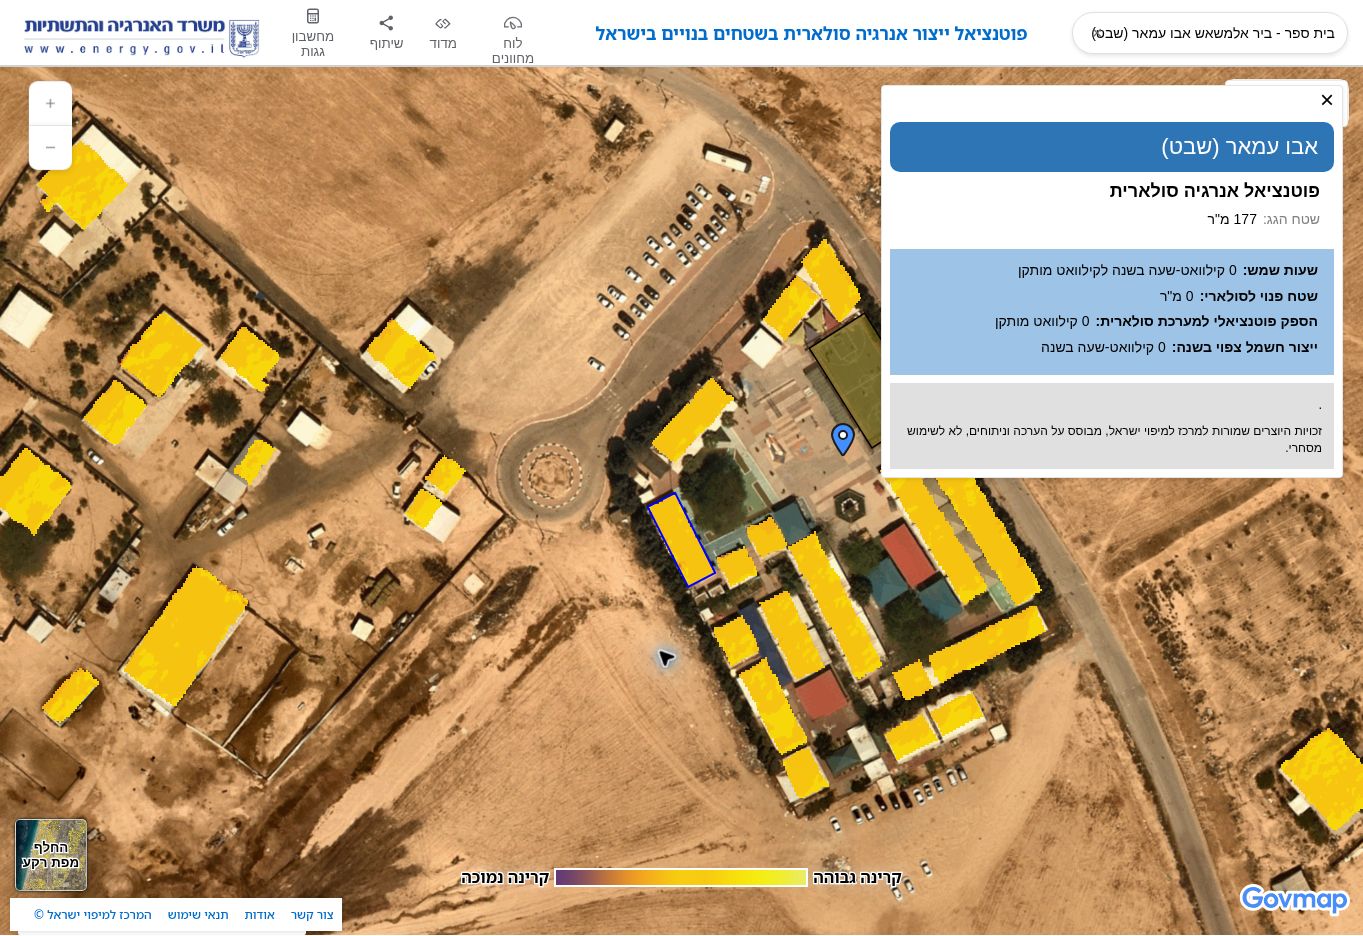 בית ספר - ביר אלמשאש אבו עמאר (שבט)
פוטנציאל ייצור אנרגיה סולארית בשטחים בנויים בישראל
לוח
מחוונים
מדוד
שיתוף
מחשבון
גגות
משרד האנרגיה והתשתיות
www.energy.gov.il
+
−
×
אבו עמאר (שבט)
פוטנציאל אנרגיה סולארית
שטח הגג: 177 מ"ר
שעות שמש: 0 קילוואט-שעה בשנה לקילוואט מותקן
שטח פנוי לסולארי: 0 מ"ר
הספק פוטנציאלי למערכת סולארית: 0 קילוואט מותקן
ייצור חשמל צפוי בשנה: 0 קילוואט-שעה בשנה
.
זכויות היוצרים שמורות למרכז למיפוי ישראל, מבוסס על הערכה וניתוחים, לא לשימוש
מסחרי.
החלף
מפת רקע
קרינה גבוהה
קרינה נמוכה
צור קשר אודות תנאי שימוש המרכז למיפוי ישראל ©
Govmap